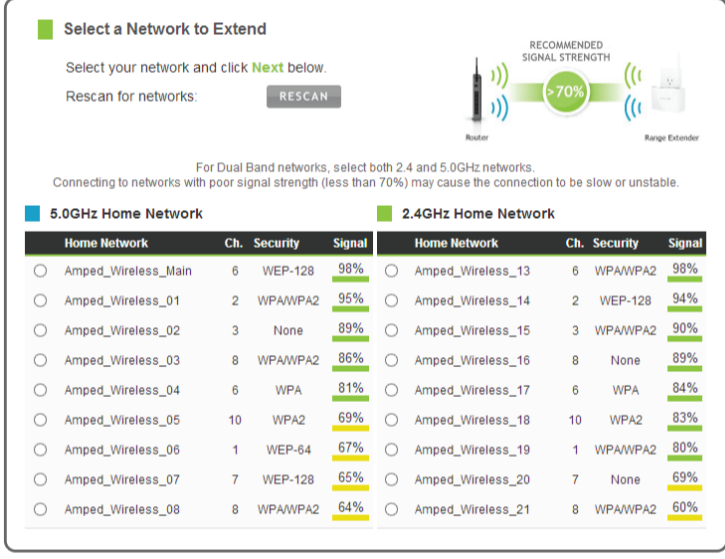 Select a Network to Extend
Select your network and click Next below.
Rescan for networks: RESCAN
RECOMMENDED
SIGNAL STRENGTH
>70%
Router Range Extender
For Dual Band networks, select both 2.4 and 5.0GHz networks.
Connecting to networks with poor signal strength (less than 70%) may cause the connection to be slow or unstable.
5.0GHz Home Network
Home Network Ch. Security Signal
Amped_Wireless_Main 6 WEP-128 98%
Amped_Wireless_01 2 WPA/WPA2 95%
Amped_Wireless_02 3 None 89%
Amped_Wireless_03 8 WPA/WPA2 86%
Amped_Wireless_04 6 WPA 81%
Amped_Wireless_05 10 WPA2 69%
Amped_Wireless_06 1 WEP-64 67%
Amped_Wireless_07 7 WEP-128 65%
Amped_Wireless_08 8 WPA/WPA2 64%
2.4GHz Home Network
Home Network Ch. Security Signal
Amped_Wireless_13 6 WPA/WPA2 98%
Amped_Wireless_14 2 WEP-128 94%
Amped_Wireless_15 3 WPA/WPA2 90%
Amped_Wireless_16 8 None 89%
Amped_Wireless_17 6 WPA 84%
Amped_Wireless_18 10 WPA2 83%
Amped_Wireless_19 1 WPA/WPA2 80%
Amped_Wireless_20 7 None 69%
Amped_Wireless_21 8 WPA/WPA2 60%